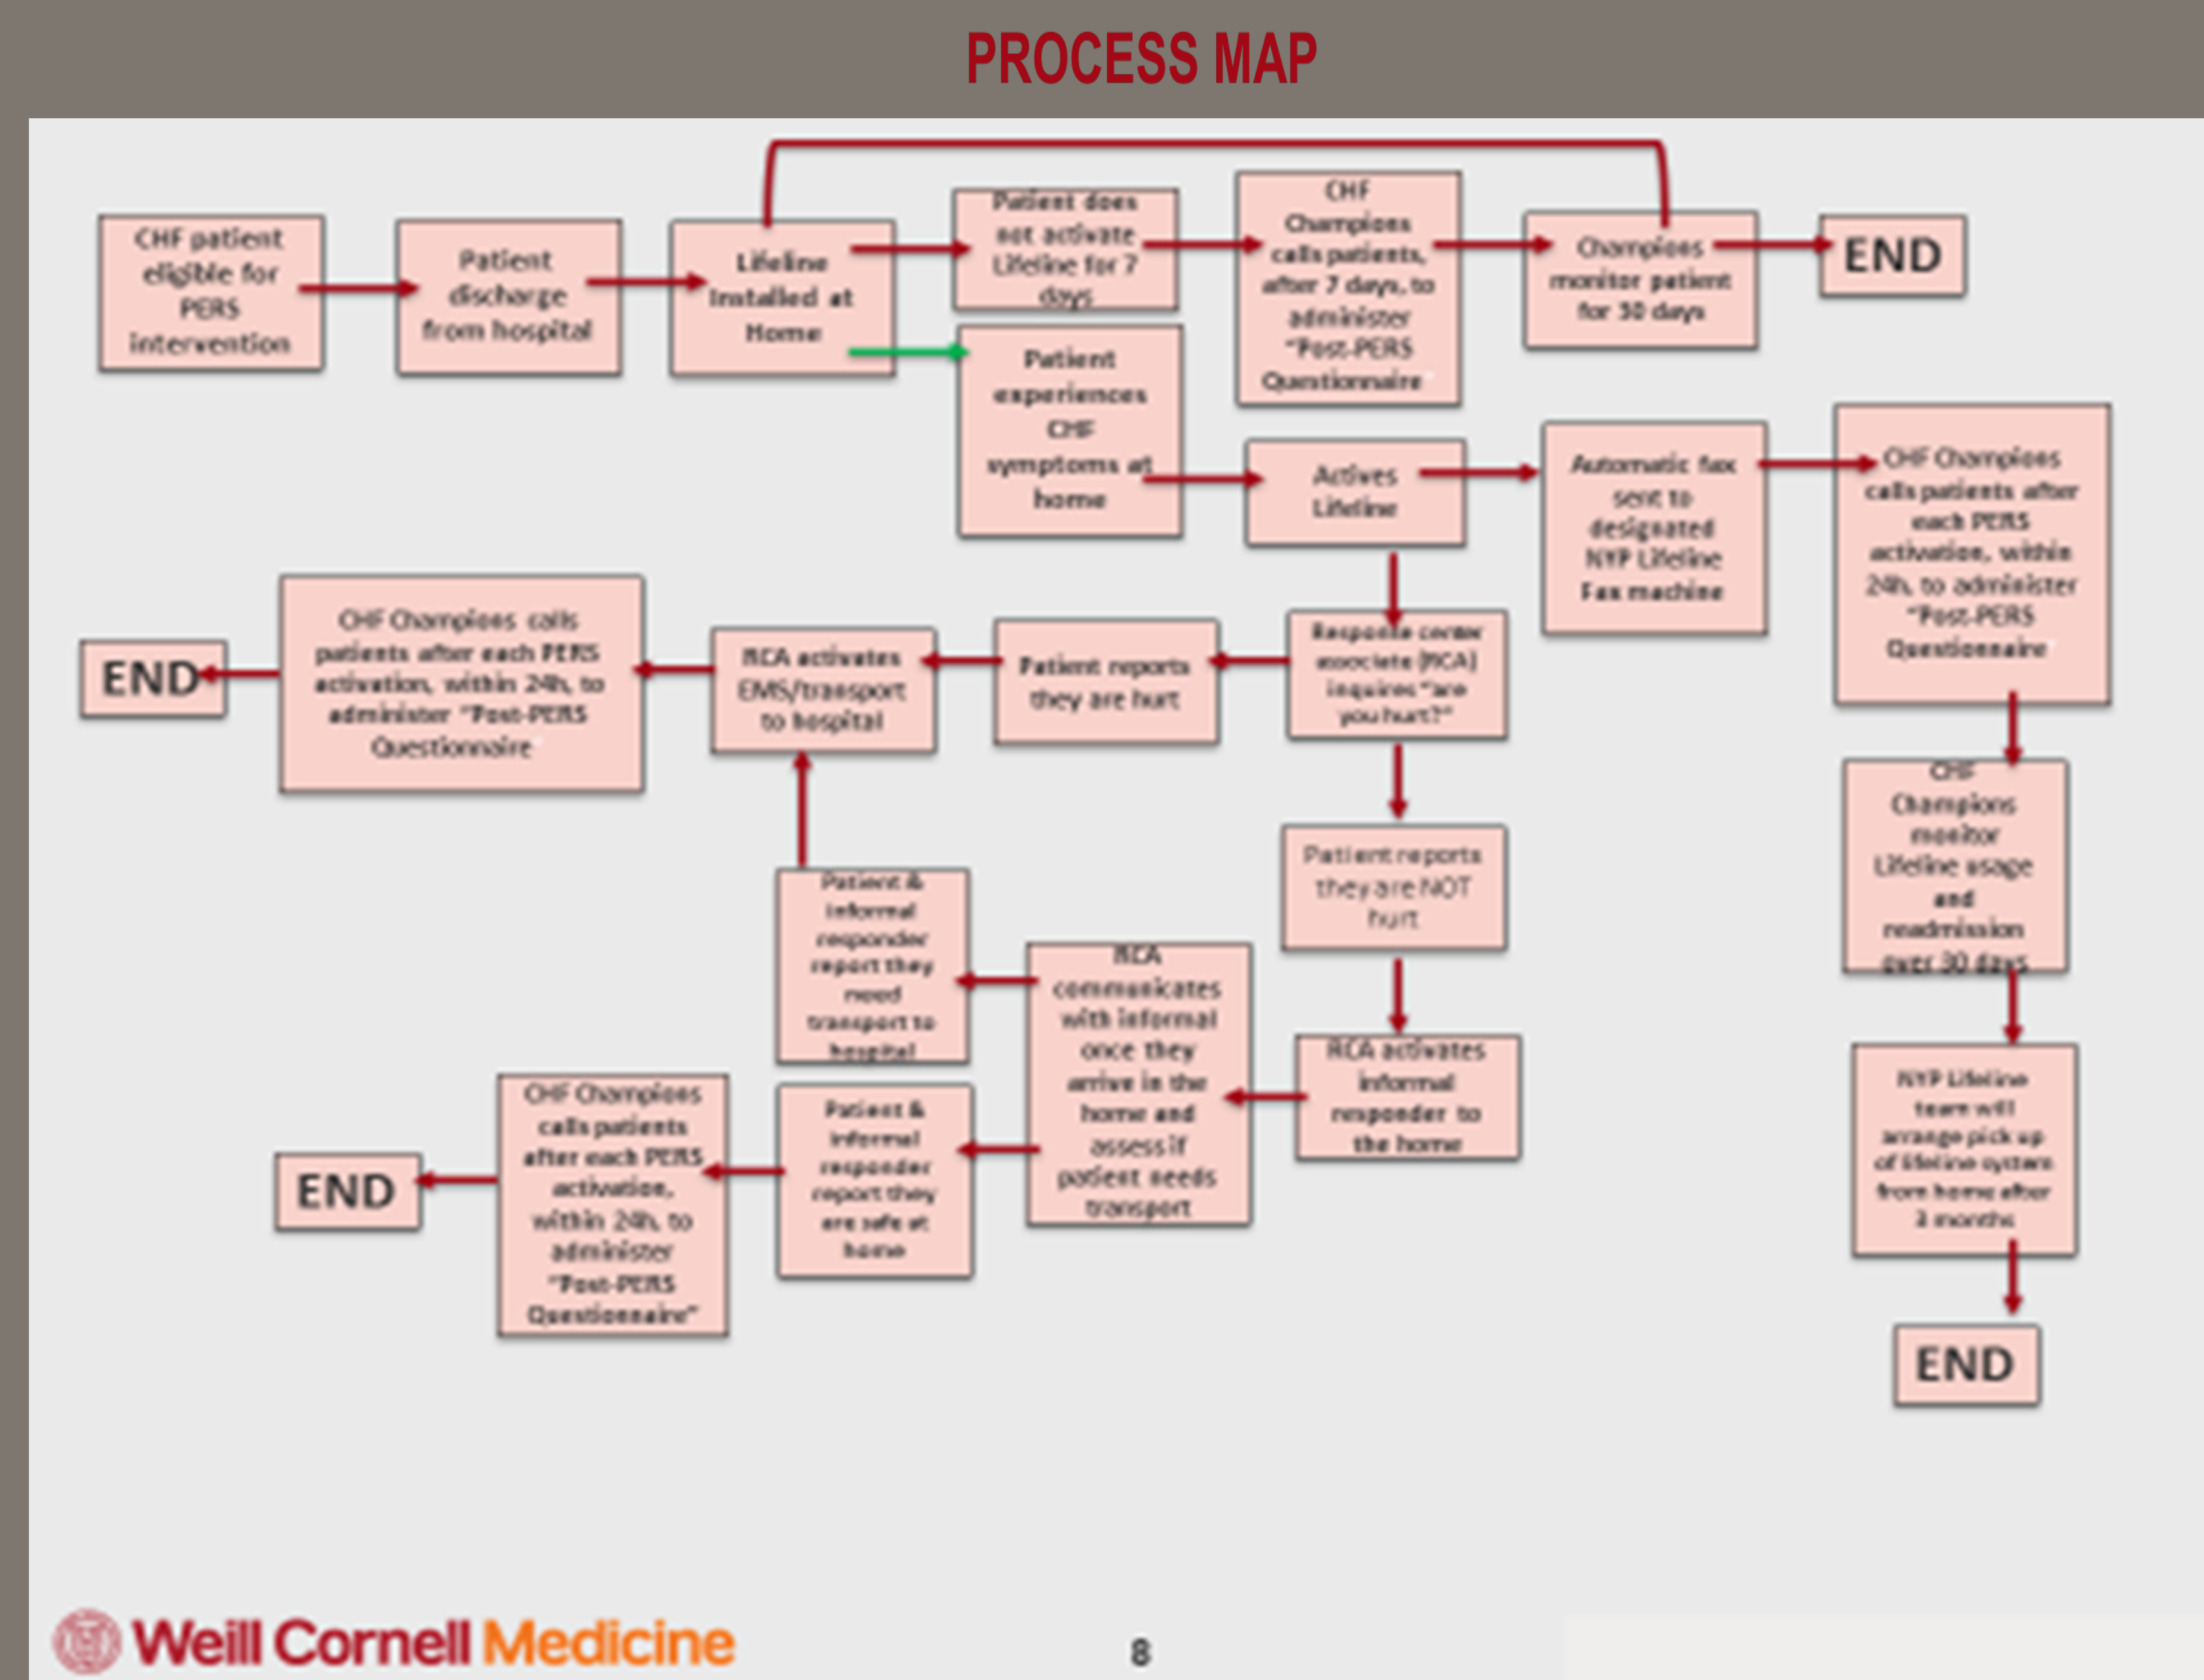 PROCESS MAP
CHF patient
eligible for
PERS
intervention
Patient
discharge
from hospital
Lifeline
Installed at
Home
Patient does
not activate
Lifeline for 7
days
CHF
Champions
calls patients,
after 7 days, to
administer
"Post-PERS
Questionnaire"
Champions
monitor patient
for 30 days
END
Patient
experiences
CHF
symptoms at
home
Actives
Lifeline
Automatic fax
sent to
designated
NYP Lifeline
Fax machine
CHF Champions
calls patients after
each PERS
activation, within
24h, to administer
"Post-PERS
Questionnaire"
END
CHF Champions calls
patients after each PERS
activation, within 24h, to
administer "Post-PERS
Questionnaire"
RCA activates
EMS/transport
to hospital
Patient reports
they are hurt
Response center
associate (RCA)
inquires "are
you hurt?"
CHF
Champions
monitor
Lifeline usage
and
readmission
over 30 days
Patient reports
they are NOT
hurt
Patient &
informal
responder
report they
need
transport to
hospital
RCA
communicates
with informal
once they
arrive in the
home and
assess if
patient needs
transport
RCA activates
informal
responder to
the home
NYP Lifeline
team will
arrange pick up
of lifeline system
from home after
months
END
CHF Champions
calls patients
after each PERS
activation,
within 24h, to
administer
"Post-PERS
Questionnaire"
Patient &
informal
responder
report they
are safe at
home
END
Weill Cornell Medicine
8